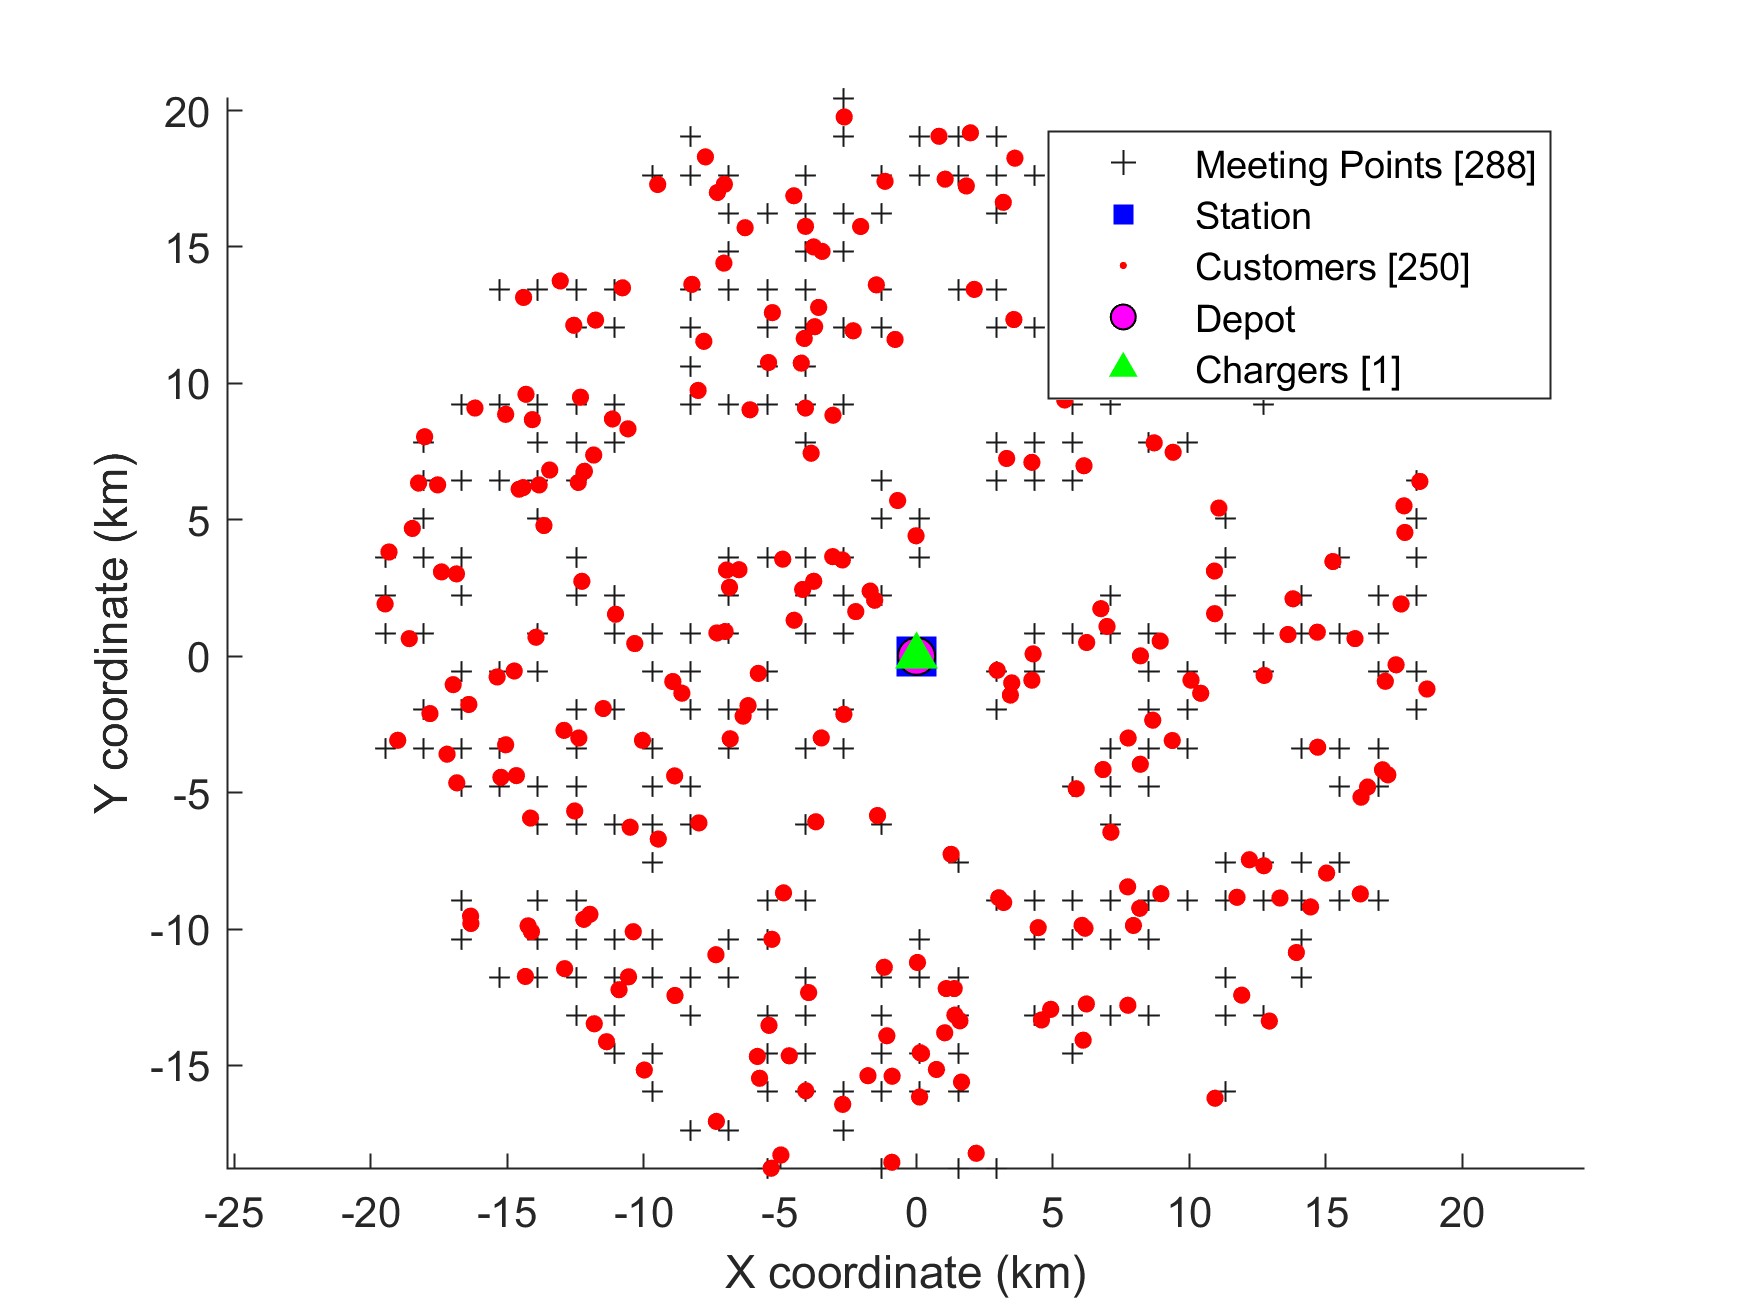 20
15
10
5
0
-5
-10
-15
Y coordinate (km)
Meeting Points [288]
Station
Customers [250]
Depot
Chargers [1]
-25 -20 -15 -10 -5 0 5 10 15 20
X coordinate (km)